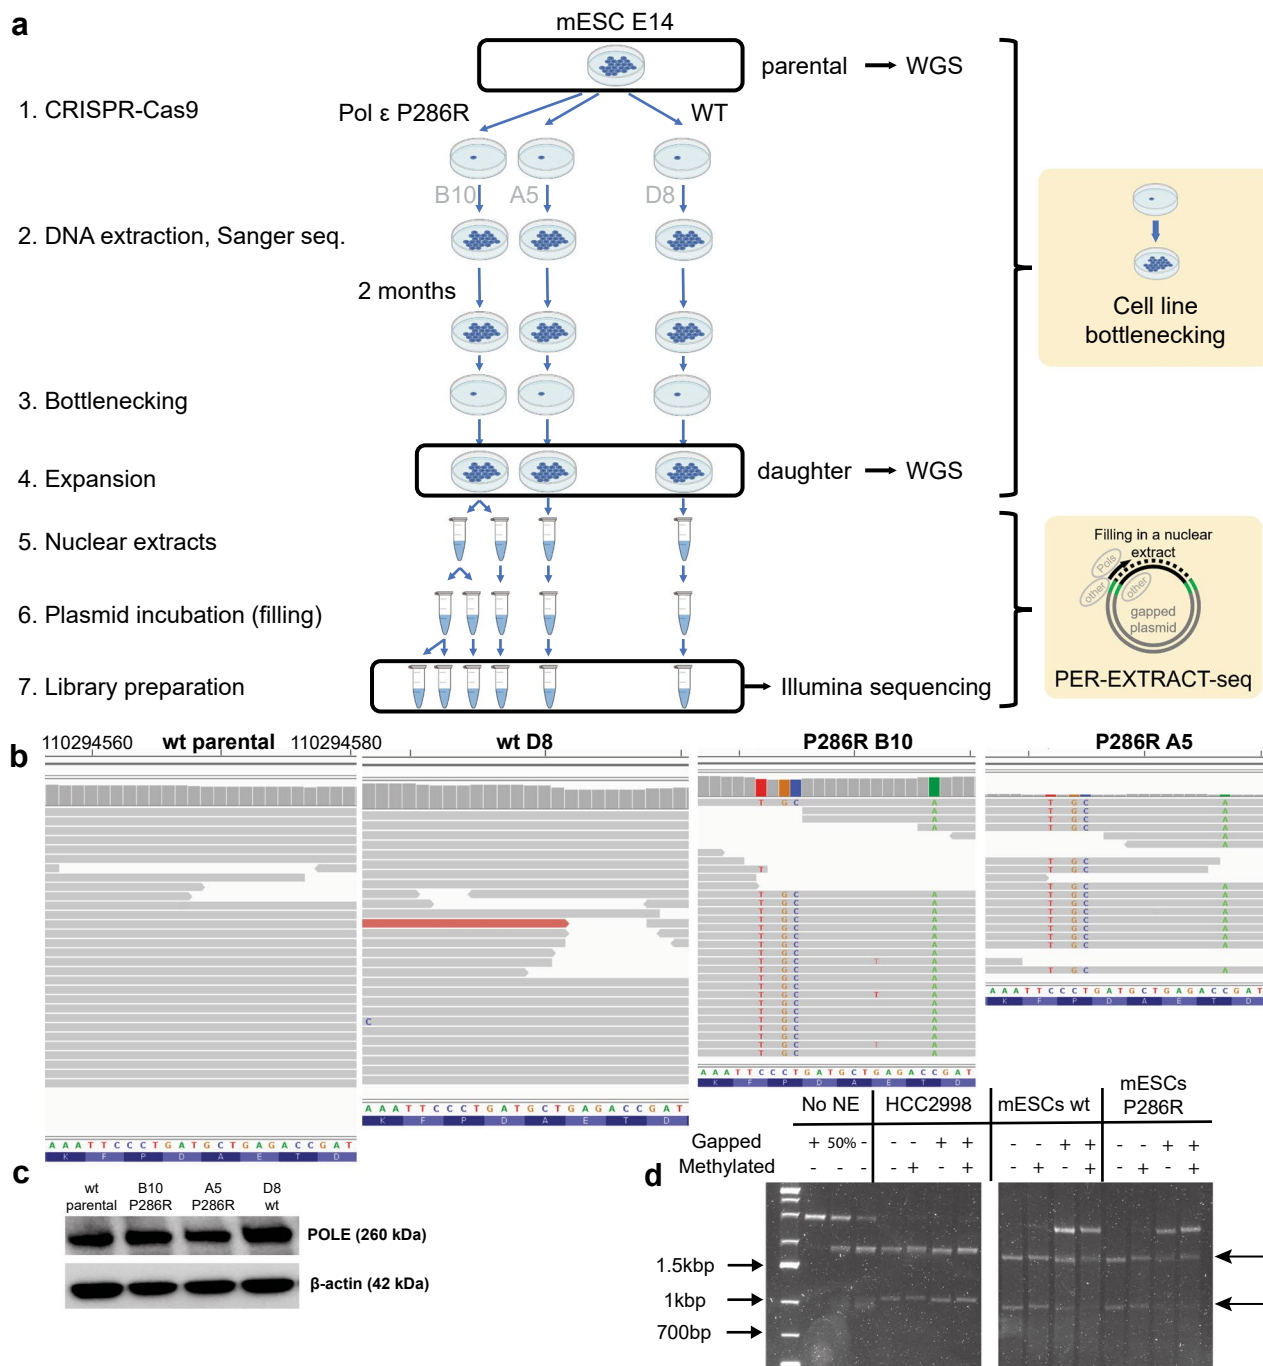 a
mESC E14
parental
WGS
1. CRISPR-Cas9
Pol ε P286R
WT
B10
A5
D8
2. DNA extraction, Sanger seq.
2 months
Cell line
bottlenecking
3. Bottlenecking
4. Expansion
daughter
WGS
5. Nuclear extracts
6. Plasmid incubation (filling)
7. Library preparation
Illumina sequencing
Filling in a nuclear
extract
Pols
other
other
gapped
plasmid
PER-EXTRACT-seq
b
110294560
wt parental
110294580
wt D8
P286R B10
P286R A5
T G C A
A
A
A
T
T G C A
T G C A
T G C A
T G C A
T G C A
T G C A
T G C A
T G C A
T G C T A
T G C A
T G C A
T G C A
T G C T A
T G C A
T G C A
T G C A
T G C A
T G C A
T G C T A
T G C A
T G C A
T G C A
T G C A
T G C A
A
A
T G C
T G C
T G C A
T G C A
T G C A
T G C A
T G C A
T G C A
T G C A
T G C A
T G C A
C
A A A T T C C C T G A T G C T G A G A C C G A T
K F P D A E T D
A A A T T C C C T G A T G C T G A G A C C G A T
K F P D A E T D
A A A T T C C C T G A T G C T G A G A C C G A T
K F P D A E T D
A A A T T C C C T G A T G C T G A G A C C G A T
K F P D A E T D
c
wt
parental
B10
P286R
A5
P286R
D8
wt
POLE (260 kDa)
β-actin (42 kDa)
d
No NE
HCC2998
mESCs wt
mESCs
P286R
Gapped + 50% - - - + + - - + + - - + +
Methylated - - - - + - + - + - + - + - +
1.5kbp
1kbp
700bp